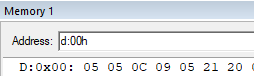 Memory 1
Address: d:00h
D:0x00: 05 05 0C 09 05 21 20